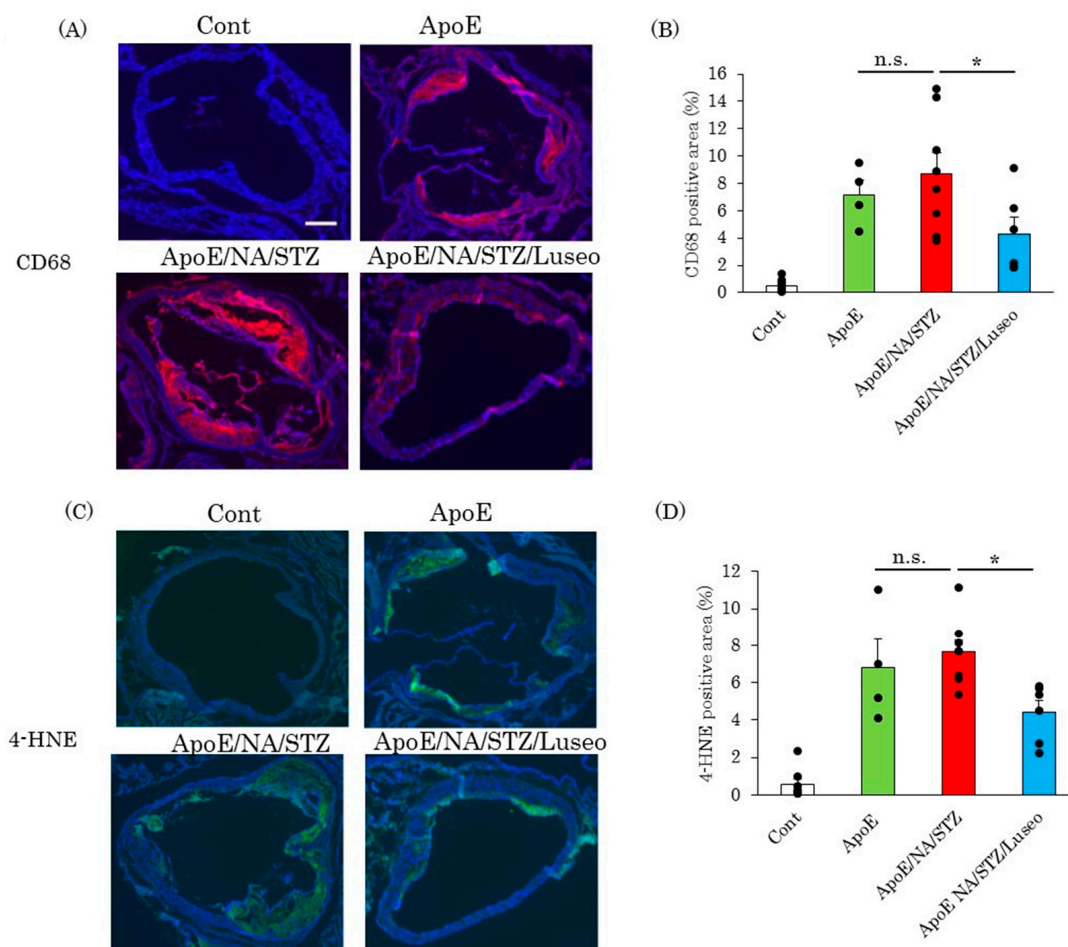 (A)
Cont
ApoE
CD68
ApoE/NA/STZ
ApoE/NA/STZ/Luseo
(B)
n.s.
*
CD68 positive area (%)
16
14
12
10
8
6
4
2
0
Cont
ApoE
ApoE/NA/STZ
ApoE/NA/STZ/Luseo
(C)
Cont
ApoE
4-HNE
ApoE/NA/STZ
ApoE/NA/STZ/Luseo
(D)
n.s.
*
4-HNE positive area (%)
12
10
8
6
4
2
0
Cont
ApoE
ApoE/NA/STZ
ApoE NA/STZ/Luseo